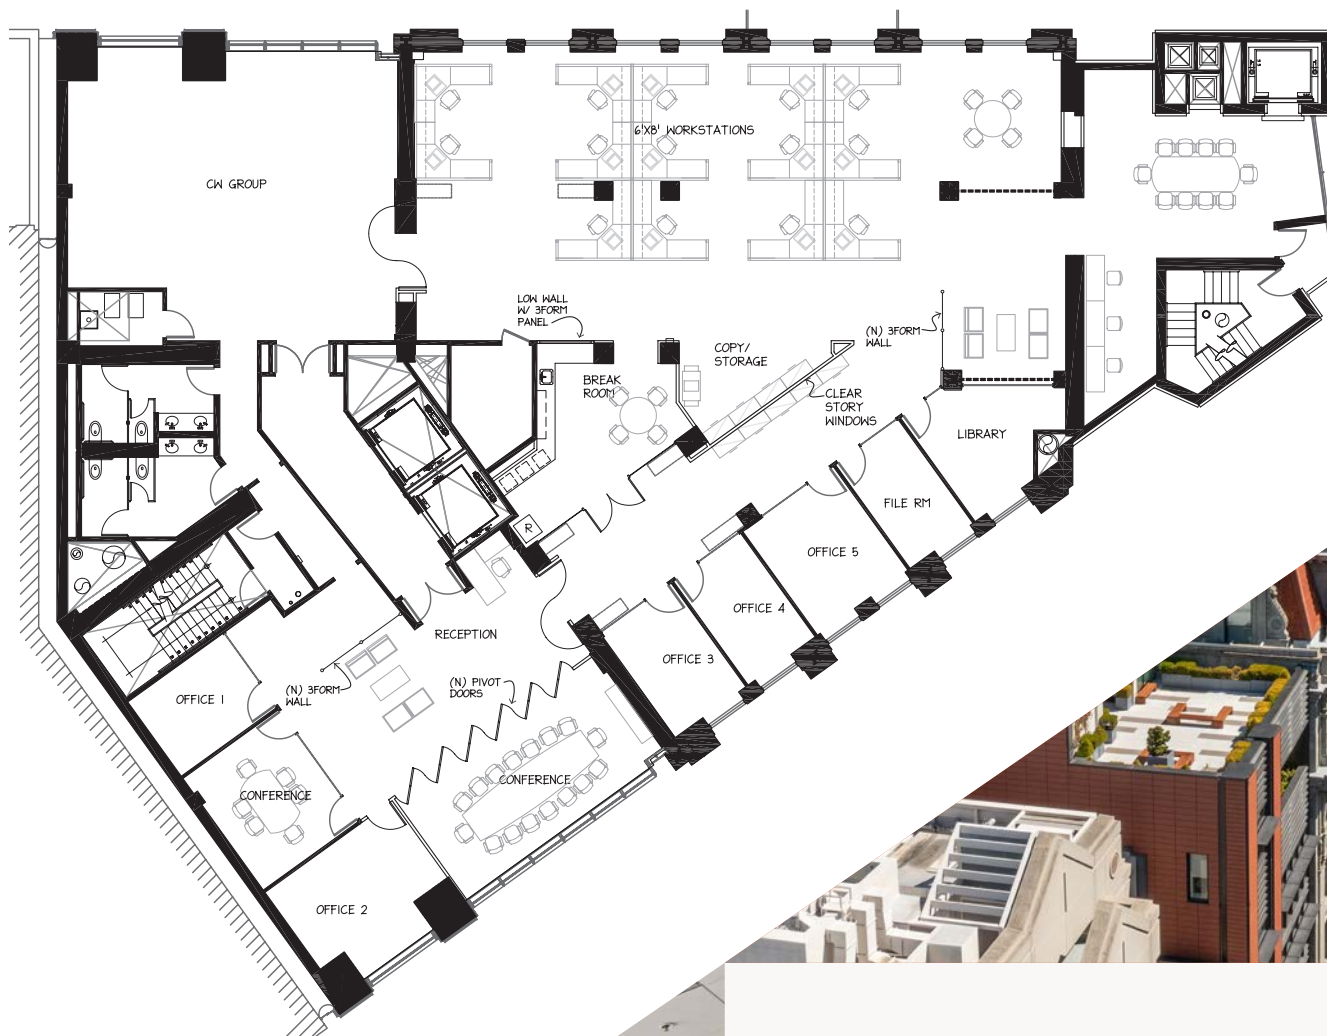 6'X8' WORKSTATIONS
CW GROUP
LOW WALL
W/ 3FORM
PANEL
(N) 3FORM
WALL
COPY/
STORAGE
BREAK
ROOM
CLEAR
STORY
WINDOWS
LIBRARY
FILE RM
R
OFFICE 5
OFFICE 4
RECEPTION
OFFICE 3
(N) PIVOT
DOORS
(N) 3FORM
WALL
OFFICE 1
CONFERENCE
CONFERENCE
OFFICE 2